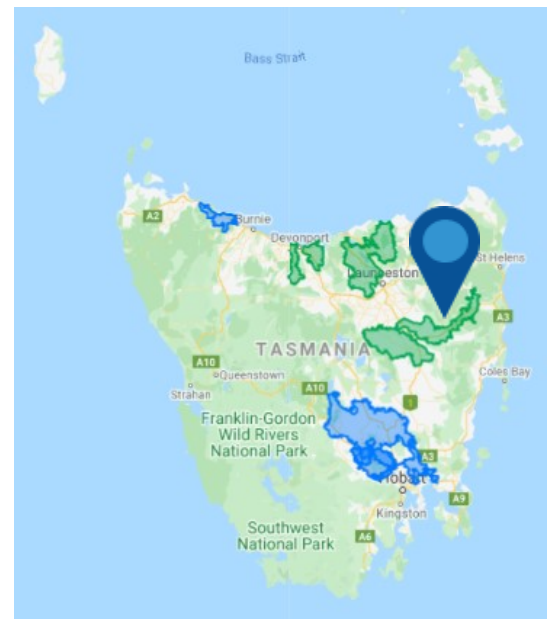 Bass Strait
A2
Burnie
Devonport
Launceston
St Helens
A3
TASMANIA
A10
Queenstown
Strahan
A10
1
Coles Bay
Franklin-Gordon
Wild Rivers
National Park
A3
Hobart
A9
Kingston
Southwest
National Park
A6